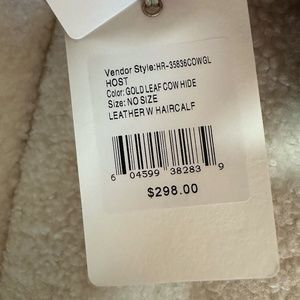 Vendor Style:HR-35836COWGL
HOST
Color: GOLD LEAF COW HIDE
Size: NO SIZE
LEATHER W HAIRCALF
6 04599 38283 9
$298.00